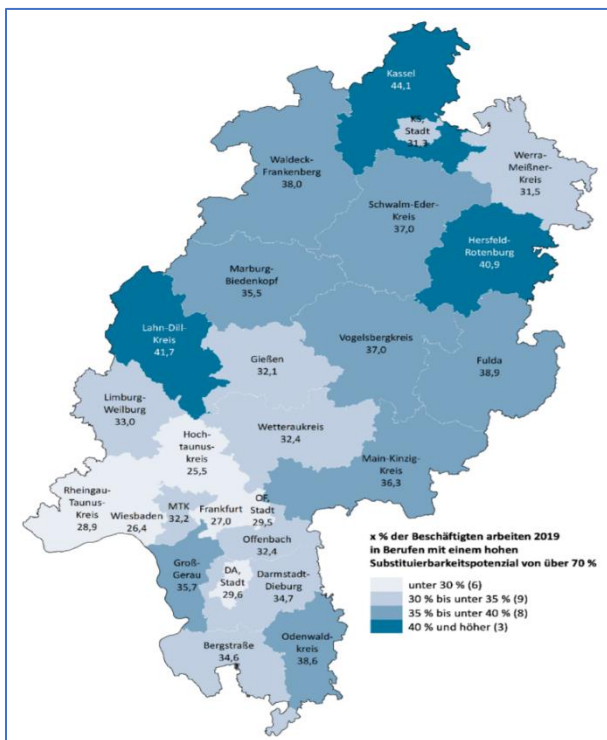 Kassel
44,1
KS,
Stadt
31,3
Werra-
Meißner-
Kreis
31,5
Waldeck-
Frankenberg
38,0
Schwalm-Eder-
Kreis
37,0
Hersfeld-
Rotenburg
40,9
Marburg-
Biedenkopf
35,5
Lahn-Dill-
Kreis
41,7
Gießen
32,1
Vogelsbergkreis
37,0
Fulda
38,9
Limburg-
Weilburg
33,0
Wetteraukreis
32,4
Hoch-
taunus-
kreis
25,5
Main-Kinzig-
Kreis
36,3
Rheingau-
Taunus-
Kreis
28,9
Wiesbaden
26,4
MTK
32,2
Frankfurt
27,0
OF,
Stadt
29,5
Offenbach
32,4
Groß-
Gerau
35,7
DA,
Stadt
29,6
Darmstadt-
Dieburg
34,7
Bergstraße
34,6
Odenwald-
kreis
38,6
x % der Beschäftigten arbeiten 2019
in Berufen mit einem hohen
Substituierbarkeitspotenzial von über 70 %
unter 30 % (6)
30 % bis unter 35 % (9)
35 % bis unter 40 % (8)
40 % und höher (3)